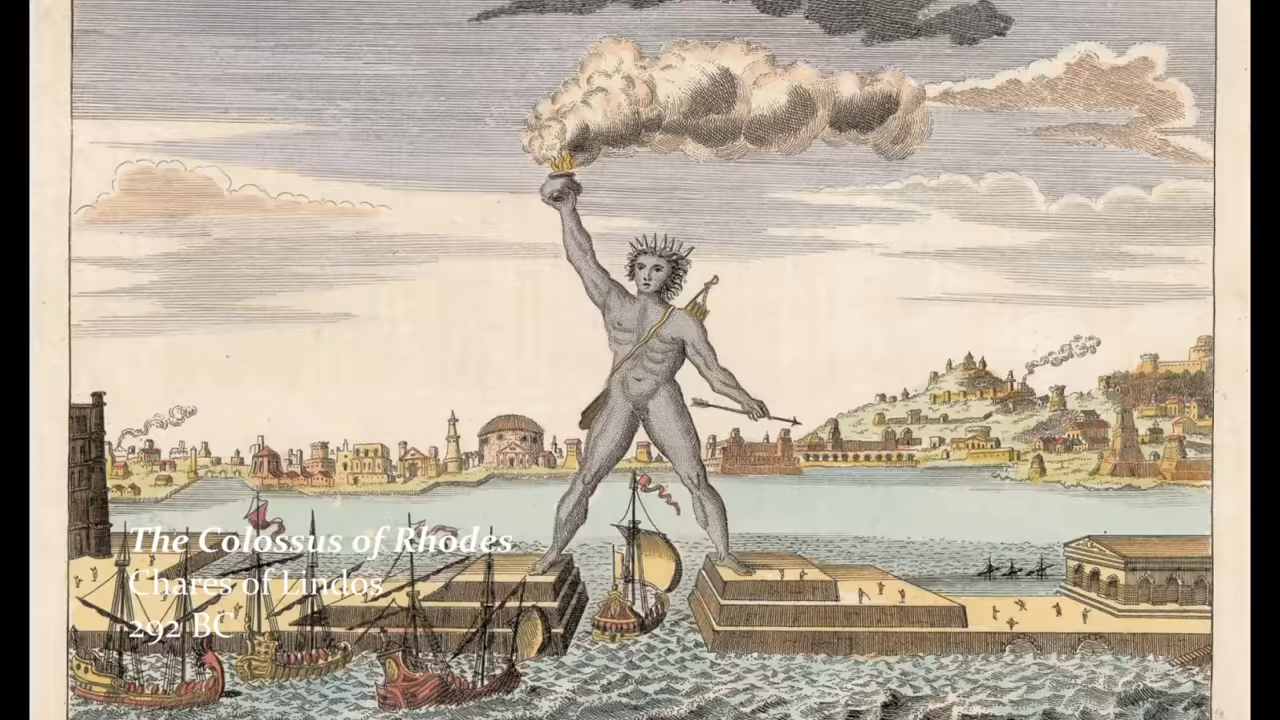 The Colossus of Rhodes
Chares of Lindos
292 BC